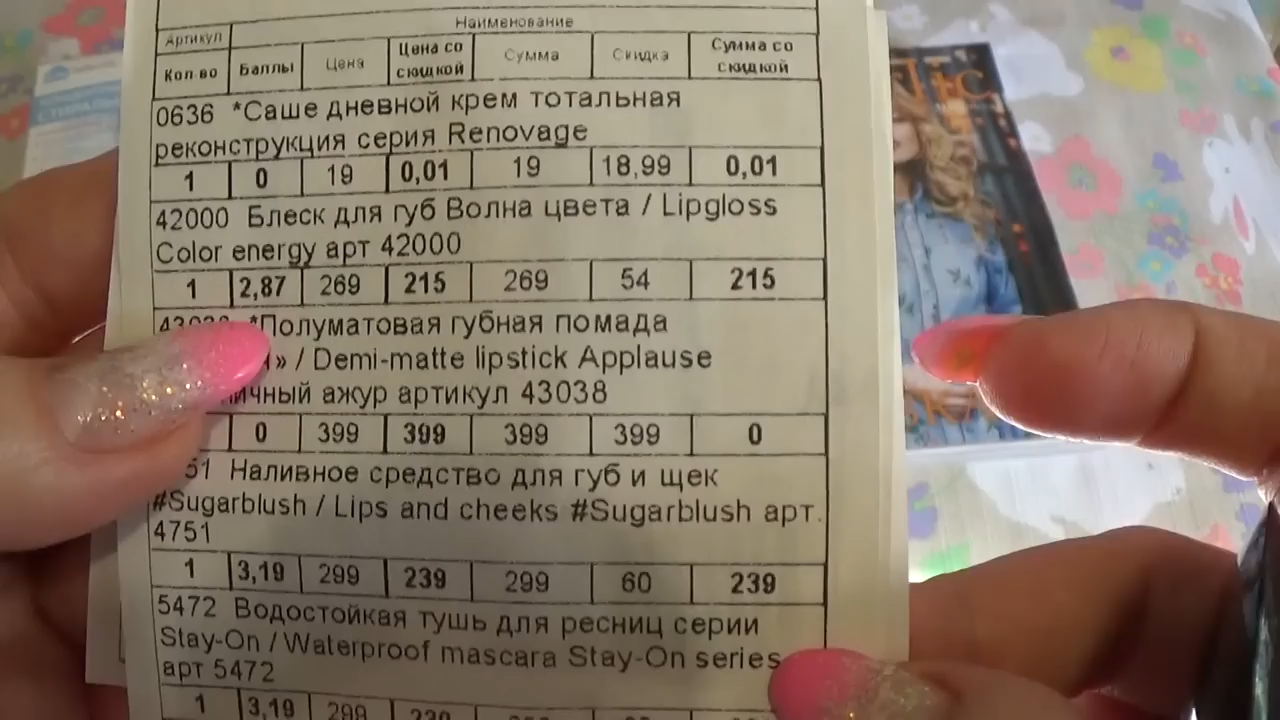 Наименование
Артикул
Кол-во Баллы Цена Цена со скидкой Сумма Скидка Сумма со скидкой
0636 *Саше дневной крем тотальная
реконструкция серия Renovage
1 0 19 0,01 19 18,99 0,01
42000 Блеск для губ Волна цвета / Lipgloss
Color energy арт 42000
1 2,87 269 215 269 54 215
*Полуматовая губная помада
» / Demi-matte lipstick Applause
ажур артикул 43038
0 399 399 399 399 0
51 Наливное средство для губ и щек
#Sugarblush / Lips and cheeks #Sugarblush арт.
4751
1 3,19 299 239 299 60 239
5472 Водостойкая тушь для ресниц серии
Stay-On / Waterproof mascara Stay-On series
арт 5472
1 3,19 299